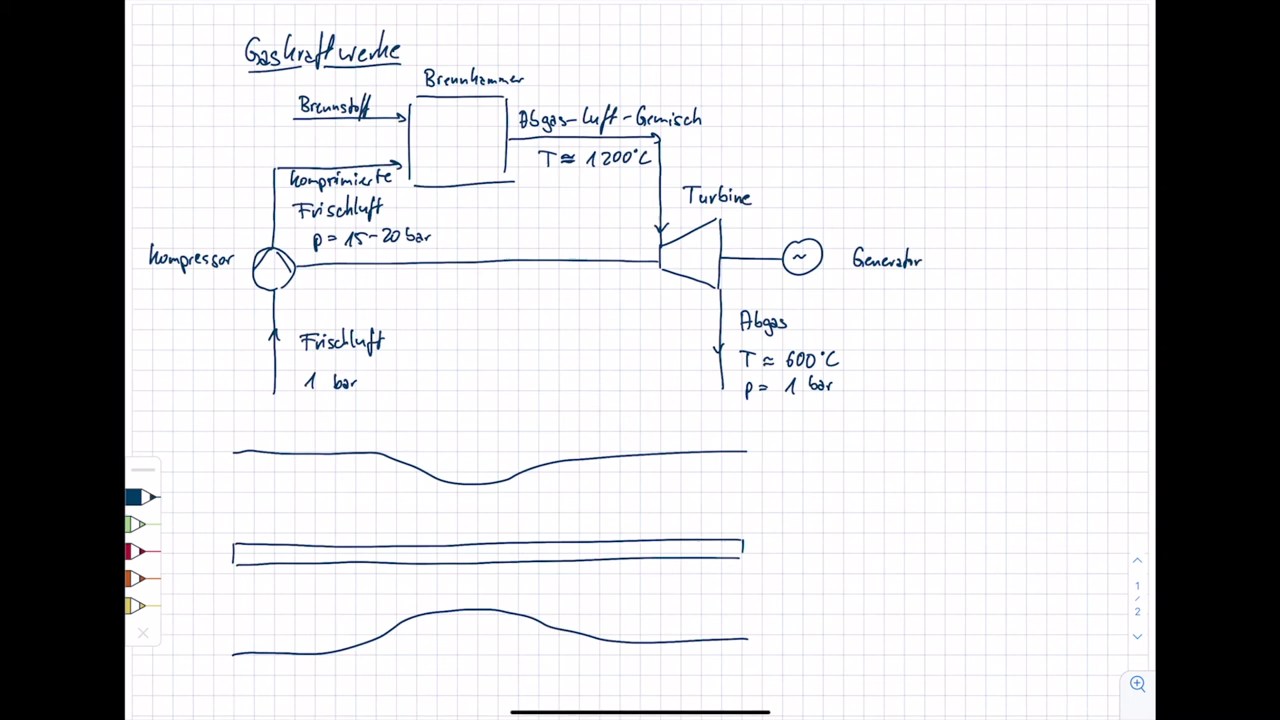 Gaskraftwerke
Brennkammer
Brennstoff
Abgas-Luft-Gemisch
T ≈ 1200°C
komprimierte
Frischluft
p = 15-20 bar
Turbine
Kompressor
~
Generator
Frischluft
1 bar
Abgas
T ≈ 600°C
p = 1 bar
1
/
2